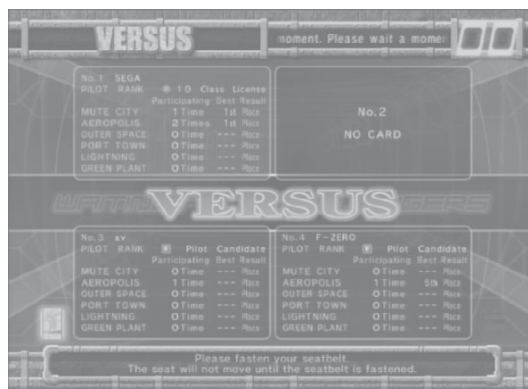 VERSUS
moment. Please wait a mome
00
No.1 SEGA
PILOT RANK 10 Class License
Participating Best Result
MUTE CITY 1 Time 1st Place
AEROPOLIS 2 Times 1st Place
OUTER SPACE 0 Time --- Place
PORT TOWN 0 Time --- Place
LIGHTNING 0 Time --- Place
GREEN PLANT 0 Time --- Place
No.2
NO CARD
VERSUS
No.3 av
PILOT RANK Pilot Candidate
Participating Best Result
MUTE CITY 0 Time --- Place
AEROPOLIS 1 Time --- Place
OUTER SPACE 0 Time --- Place
PORT TOWN 0 Time --- Place
LIGHTNING 0 Time --- Place
GREEN PLANT 0 Time --- Place
No.4 F-ZERO
PILOT RANK Pilot Candidate
Participating Best Result
MUTE CITY 0 Time --- Place
AEROPOLIS 1 Time 5th Place
OUTER SPACE 0 Time --- Place
PORT TOWN 0 Time --- Place
LIGHTNING 0 Time --- Place
GREEN PLANT 0 Time --- Place
Please fasten your seatbelt.
The seat will not move until the seatbelt is fastened.